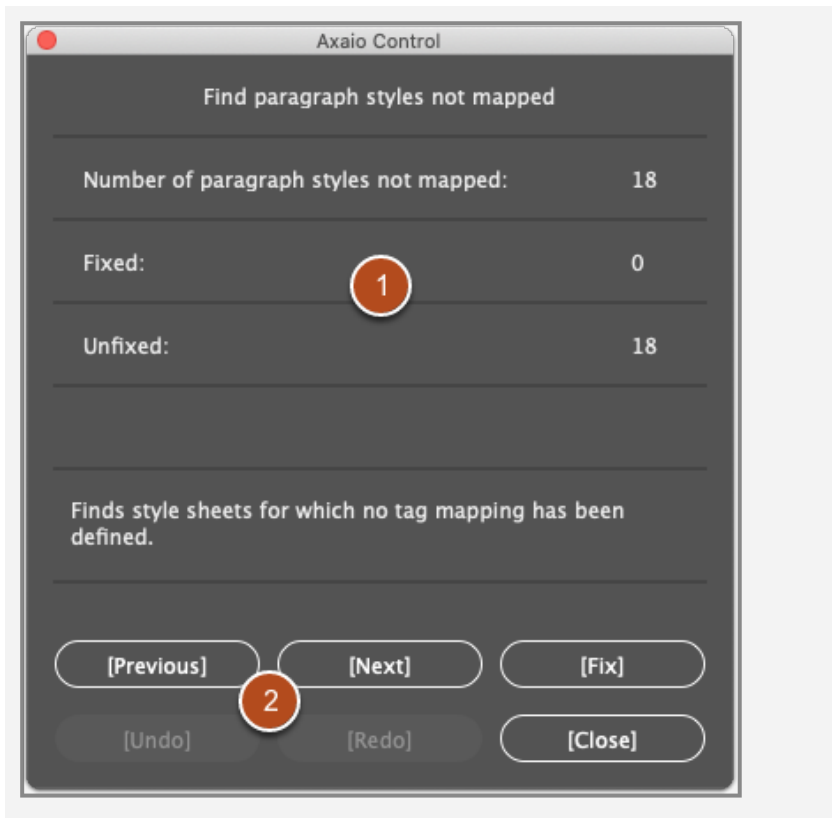 Axaio Control
Find paragraph styles not mapped
Number of paragraph styles not mapped: 18
Fixed: 0
1
Unfixed: 18
Finds style sheets for which no tag mapping has been
defined.
[Previous] [Next] [Fix]
2
[Undo] [Redo] [Close]